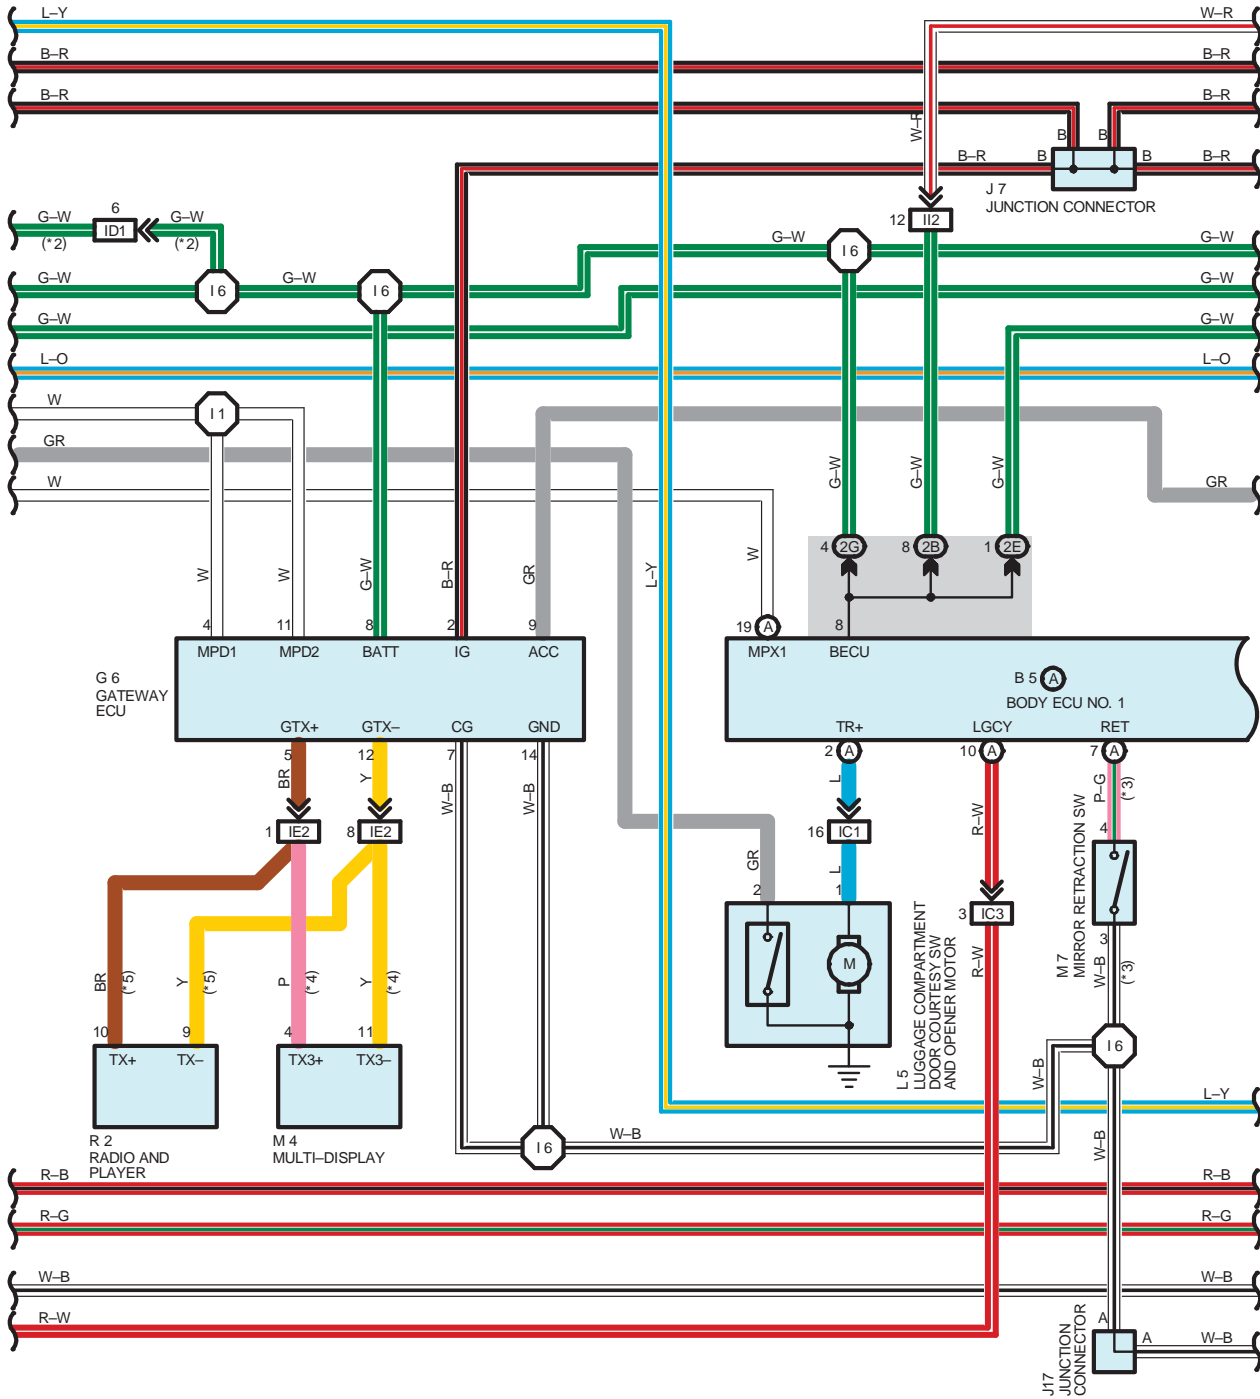 L–Y
W–R
B–R
B–R
B–R
B–R
W–R
B
B
B–R
B
B
B–R
J 7
JUNCTION CONNECTOR
6
G–W
ID1
G–W
(*2)
(*2)
12
II2
G–W
I 6
G–W
G–W
I 6
G–W
I 6
G–W
G–W
G–W
L–O
L–O
W
I 1
GR
W
GR
G–W
G–W
G–W
W
W
G–W
B–R
GR
L–Y
W
4
2G
8
2B
1
2E
4
11
8
2
9
19
A
8
MPD1
MPD2
BATT
IG
ACC
MPX1
BECU
G 6
GATEWAY
ECU
B 5
A
BODY ECU NO. 1
GTX+
GTX–
CG
GND
TR+
LGCY
RET
5
12
7
14
2
A
10
A
7
A
BR
Y
W–B
W–B
L
R–W
P–G
(*3)
1
IE2
8
IE2
16
IC1
4
GR
L
2
1
3
IC3
M
M 7
MIRROR RETRACTION SW
3
R–W
W–B
(*3)
BR
(*5)
Y
(*5)
P
(*4)
Y
(*4)
10
9
4
11
TX+
TX–
TX3+
TX3–
L 5
LUGGAGE COMPARTMENT
DOOR COURTESY SW
AND OPENER MOTOR
I 6
W–B
L–Y
R 2
RADIO AND
PLAYER
M 4
MULTI–DISPLAY
I 6
W–B
W–B
R–B
R–B
R–G
R–G
W–B
W–B
R–W
A
A
W–B
J17
JUNCTION
CONNECTOR